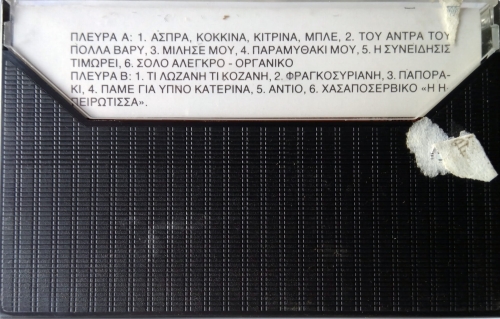 ΠΛΕΥΡΑ Α: 1. ΑΣΠΡΑ, ΚΟΚΚΙΝΑ, ΚΙΤΡΙΝΑ, ΜΠΛΕ, 2. ΤΟΥ ΑΝΤΡΑ ΤΟΥ
ΠΟΛΛΑ ΒΑΡΥ, 3. ΜΙΛΗΣΕ ΜΟΥ, 4. ΠΑΡΑΜΥΘΑΚΙ ΜΟΥ, 5. Η ΣΥΝΕΙΔΗΣΙΣ
ΤΙΜΩΡΕΙ, 6. ΣΟΛΟ ΑΛΕΓΚΡΟ - ΟΡΓΑΝΙΚΟ
ΠΛΕΥΡΑ Β: 1. ΤΙ ΛΩΖΑΝΗ ΤΙ ΚΟΖΑΝΗ, 2. ΦΡΑΓΚΟΣΥΡΙΑΝΗ, 3. ΠΑΠΟΡΑ-
ΚΙ, 4. ΠΑΜΕ ΓΙΑ ΥΠΝΟ ΚΑΤΕΡΙΝΑ, 5. ΑΝΤΙΟ, 6. ΧΑΣΑΠΟΣΕΡΒΙΚΟ «Η Η-
ΠΕΙΡΩΤΙΣΣΑ».